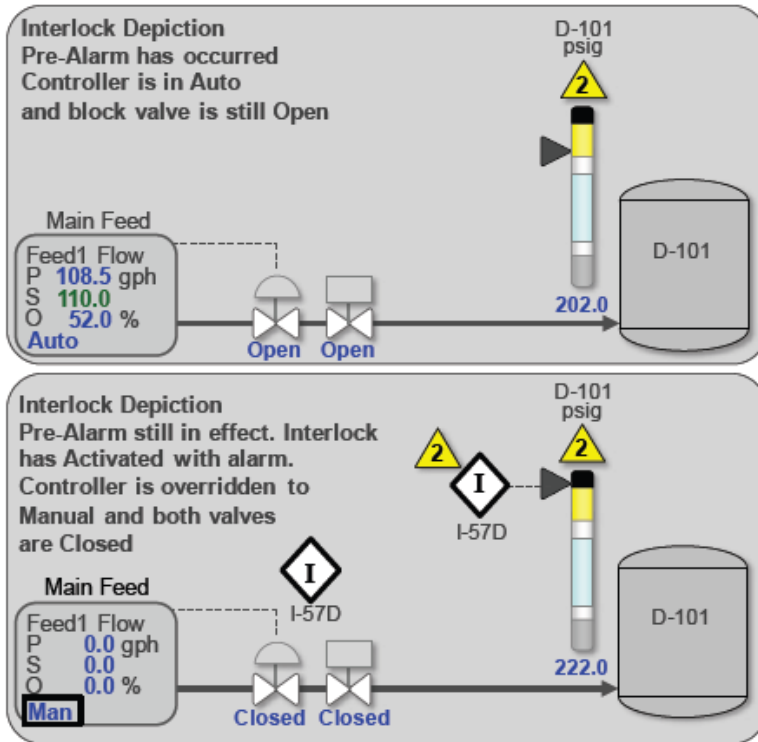 Interlock Depiction
Pre-Alarm has occurred
Controller is in Auto
and block valve is still Open
D-101
psig
2
Main Feed
Feed1 Flow
P 108.5 gph
S 110.0
O 52.0 %
Auto
Open Open
202.0
D-101
Interlock Depiction
Pre-Alarm still in effect. Interlock
has Activated with alarm.
Controller is overridden to
Manual and both valves
are Closed
D-101
psig
2
2
I
I-57D
I
I-57D
Main Feed
Feed1 Flow
P 0.0 gph
S 0.0
O 0.0 %
Man
Closed Closed
222.0
D-101